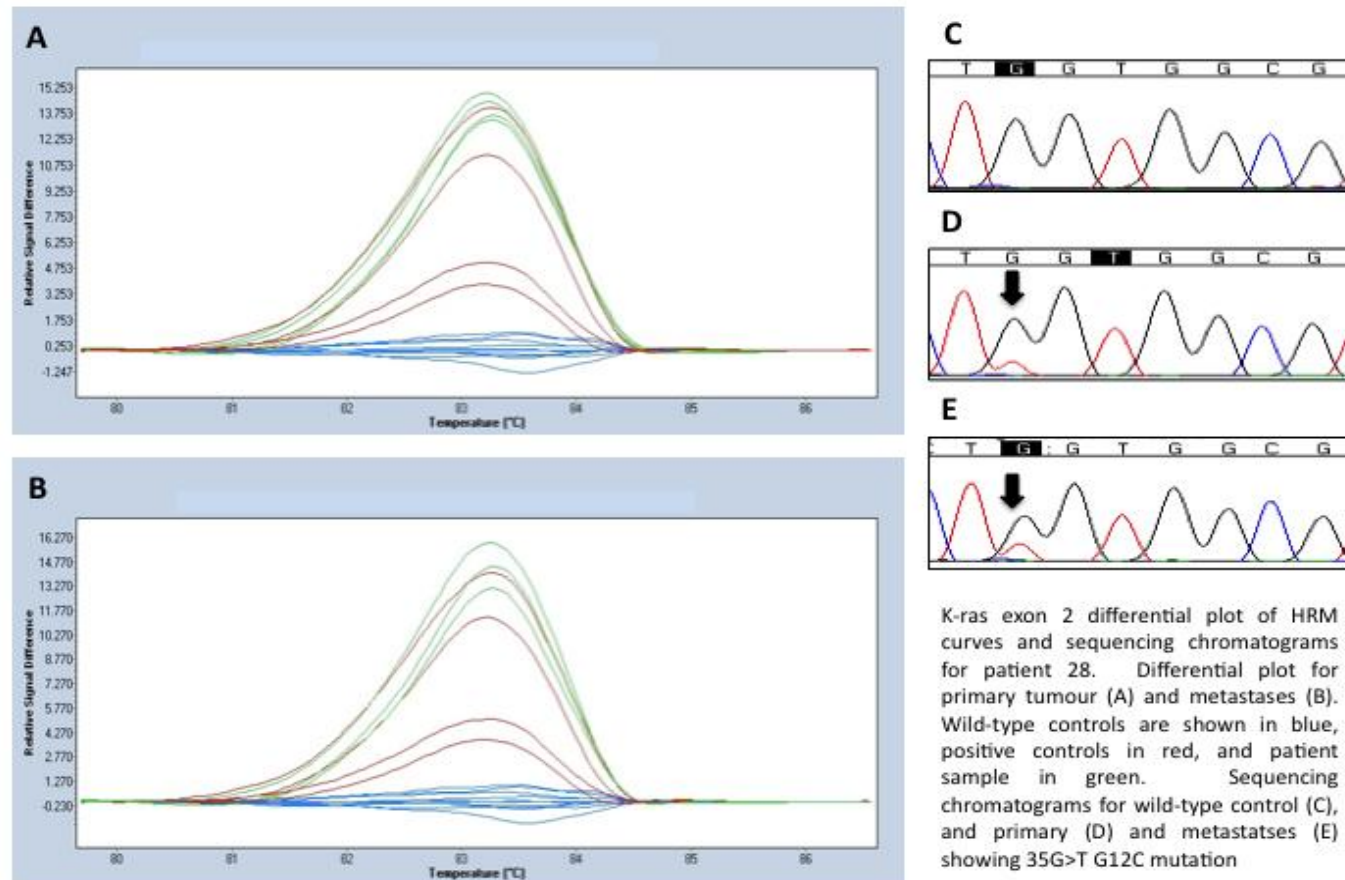 A
15.253
13.753
12.253
10.753
9.253
7.753
6.253
4.753
3.253
1.753
0.253
-1.247
Relative Signal Difference
80 81 82 83 84 85 86
Temperature [°C]
B
16.270
14.770
13.270
11.770
10.270
8.770
7.270
5.770
4.270
2.770
1.270
-0.230
Relative Signal Difference
80 81 82 83 84 85 86
Temperature [°C]
C
T G G T G G C G
D
T G G T G G C G
E
T G : G T G G C G
K-ras exon 2 differential plot of HRM
curves and sequencing chromatograms
for patient 28. Differential plot for
primary tumour (A) and metastases (B).
Wild-type controls are shown in blue,
positive controls in red, and patient
sample in green. Sequencing
chromatograms for wild-type control (C),
and primary (D) and metastatses (E)
showing 35G>T G12C mutation